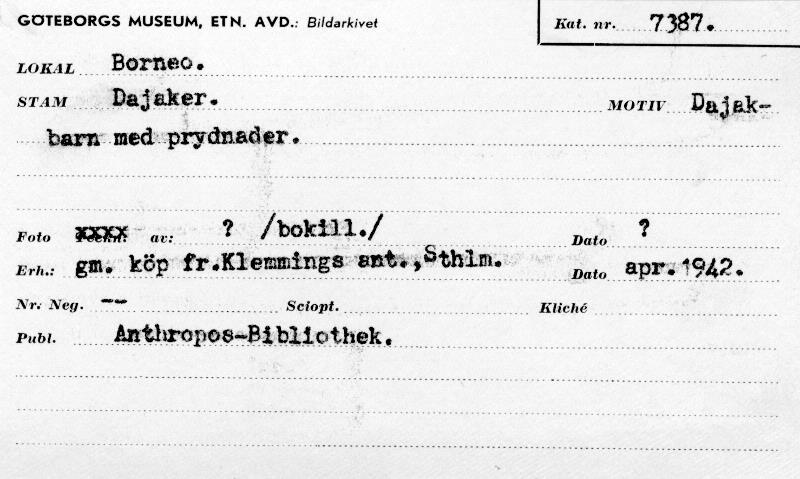 GÖTEBORGS MUSEUM, ETN. AVD.: Bildarkivet Kat. nr. 7387.
LOKAL Borneo.
STAM Dajaker. MOTIV Dajak-
barn med prydnader.
Foto xxxx av: ? /bokill./ Dato ?
Erh.: gm. köp fr.Klemmings ant.,Sthlm. Dato apr.1942.
Nr. Neg. -- Sciopt. Kliché
Publ. Anthropos-Bibliothek.